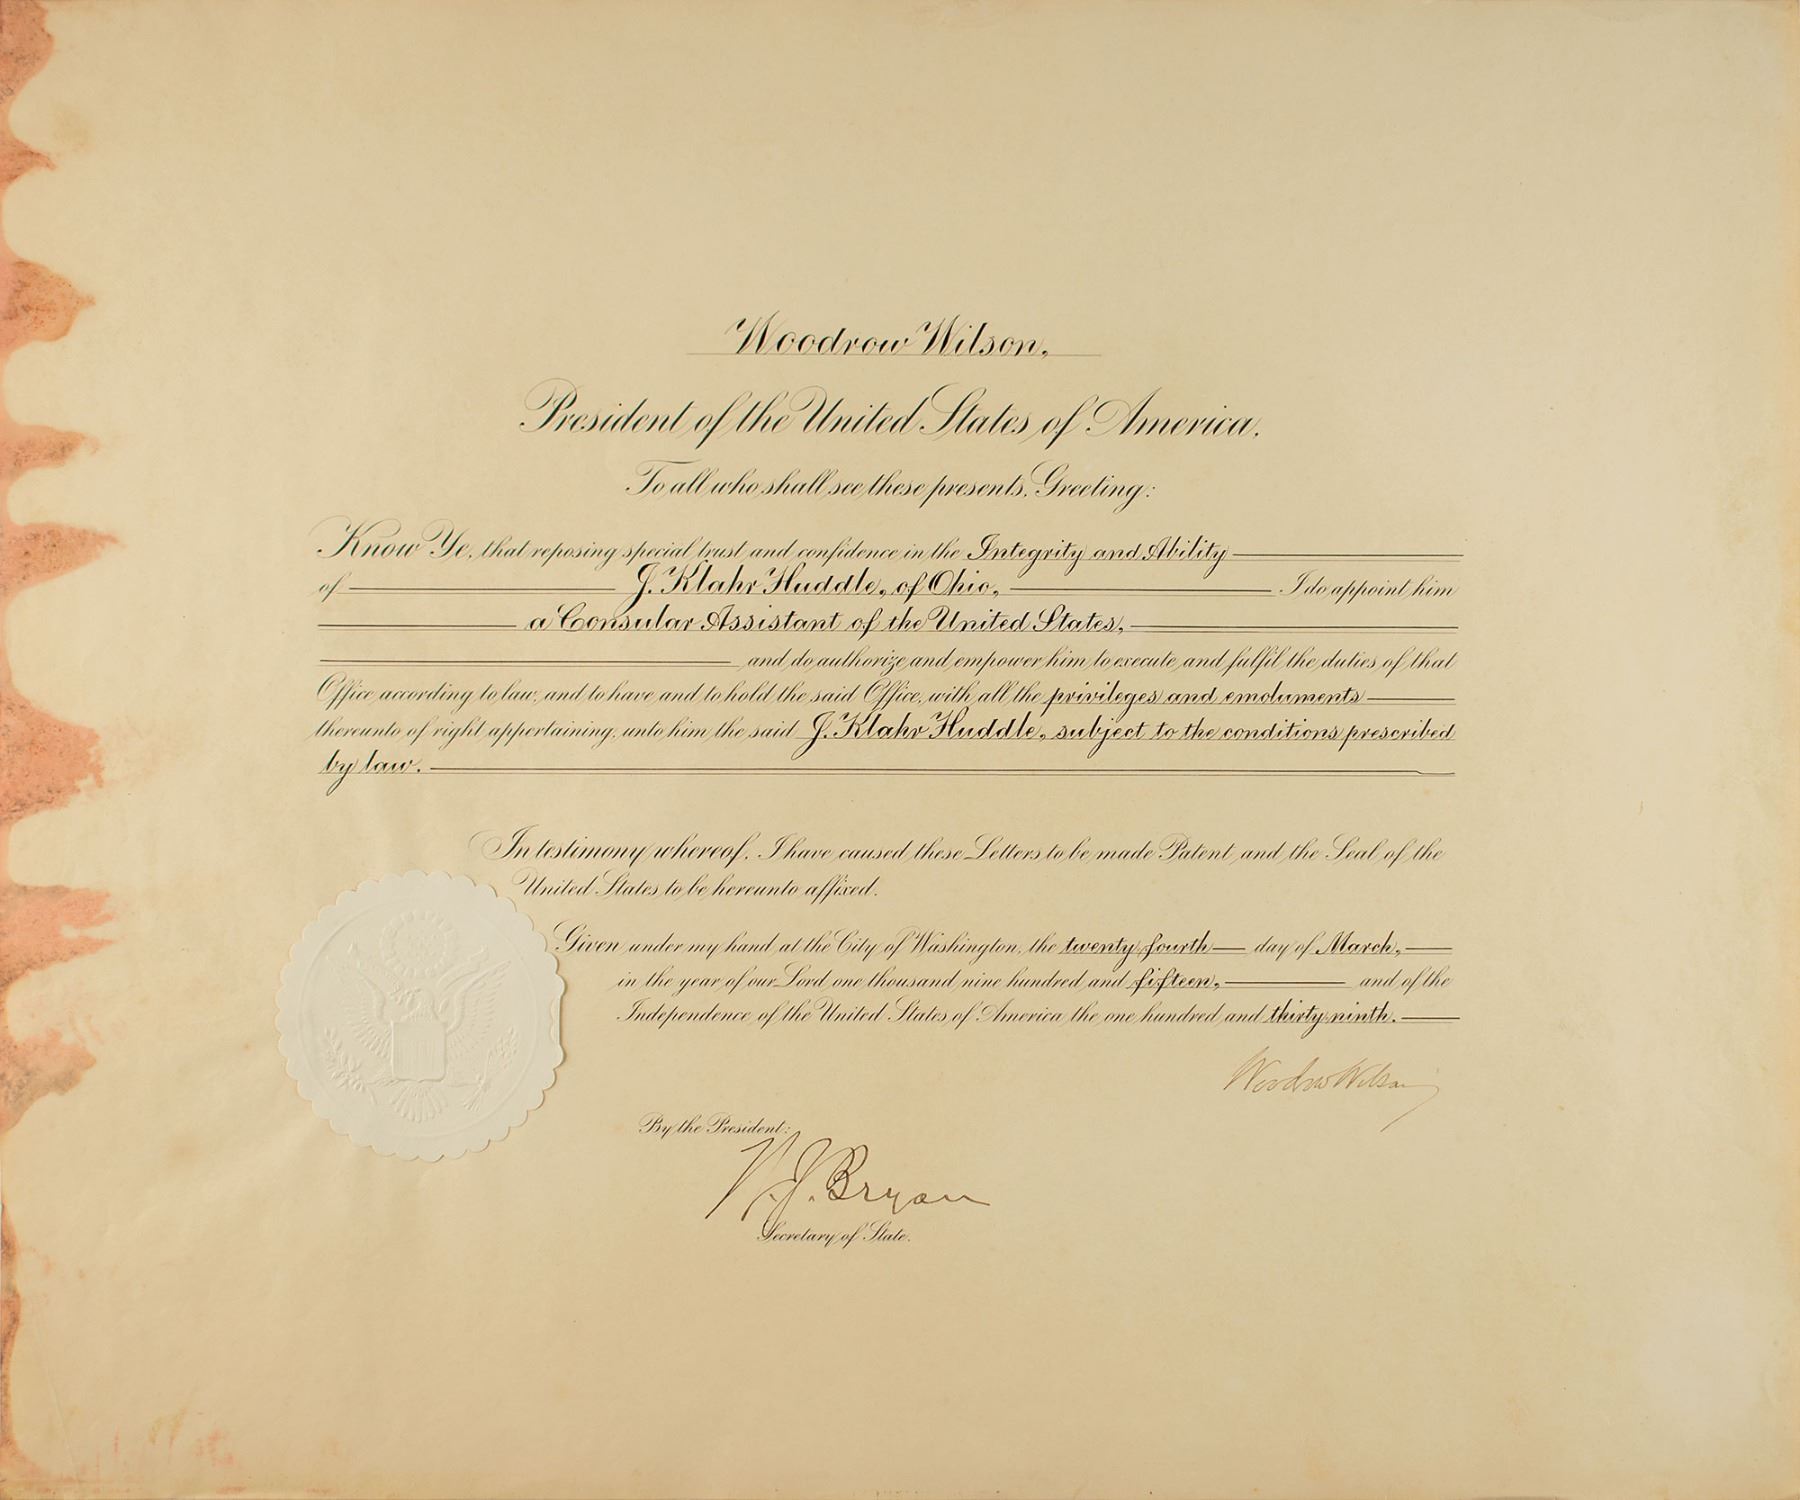 Woodrow Wilson,
President of the United States of America.
To all who shall see these presents, Greeting:
Know Ye, that reposing special trust and confidence in the Integrity and Ability
of J. Klahr Huddle, of Ohio, I do appoint him
a Consular Assistant of the United States,
and do authorize and empower him to execute and fulfil the duties of that
Office according to law, and to have and to hold the said Office, with all the privileges and emoluments
thereunto of right appertaining, unto him the said J. Klahr Huddle, subject to the conditions prescribed
by law.
In testimony whereof, I have caused these Letters to be made Patent and the Seal of the
United States to be hereunto affixed.
Given under my hand at the City of Washington, the twenty fourth day of March,
in the year of our Lord one thousand nine hundred and fifteen, and of the
Independence of the United States of America the one hundred and thirty ninth.
Woodrow Wilson
By the President:
W. J. Bryan
Secretary of State.